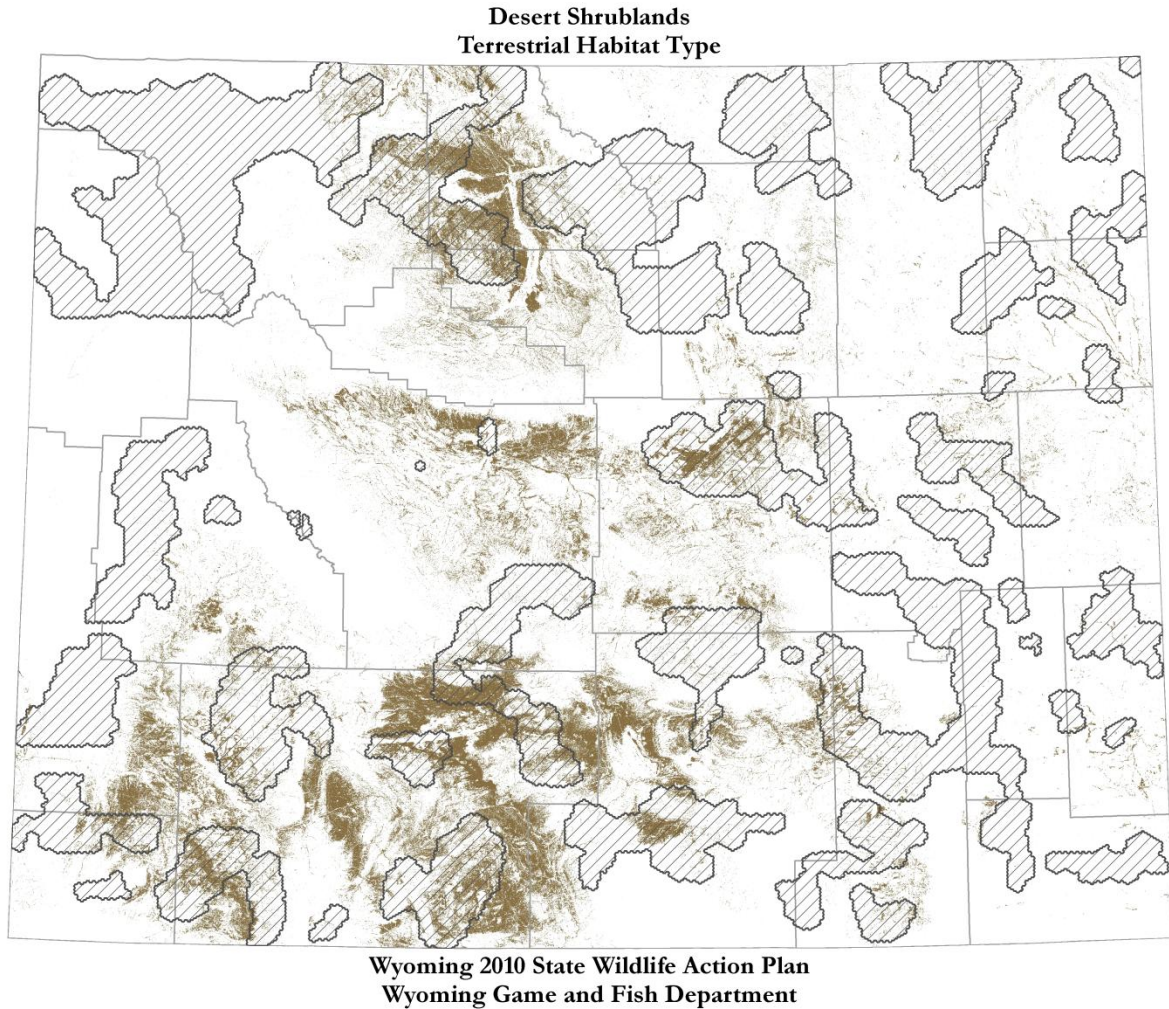 Desert Shrublands
Terrestrial Habitat Type
Wyoming 2010 State Wildlife Action Plan
Wyoming Game and Fish Department